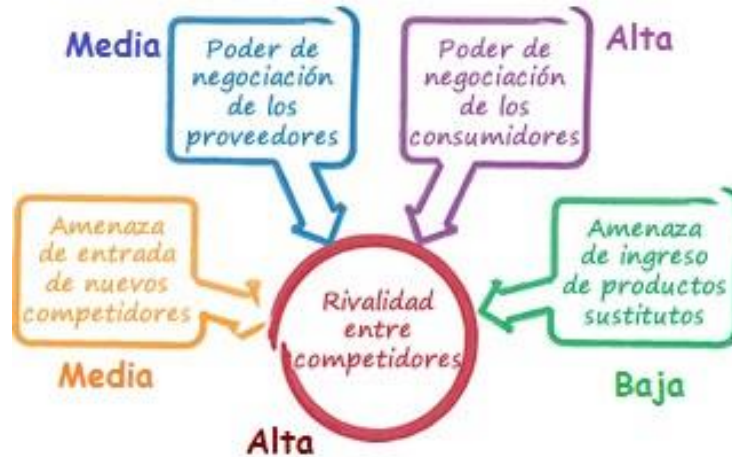 Media
Poder de
negociación
de los
proveedores
Poder de
negociación
de los
consumidores
Alta
Amenaza
de entrada
de nuevos
competidores
Media
Rivalidad
entre
competidores
Alta
Amenaza
de ingreso
de productos
sustitutos
Baja